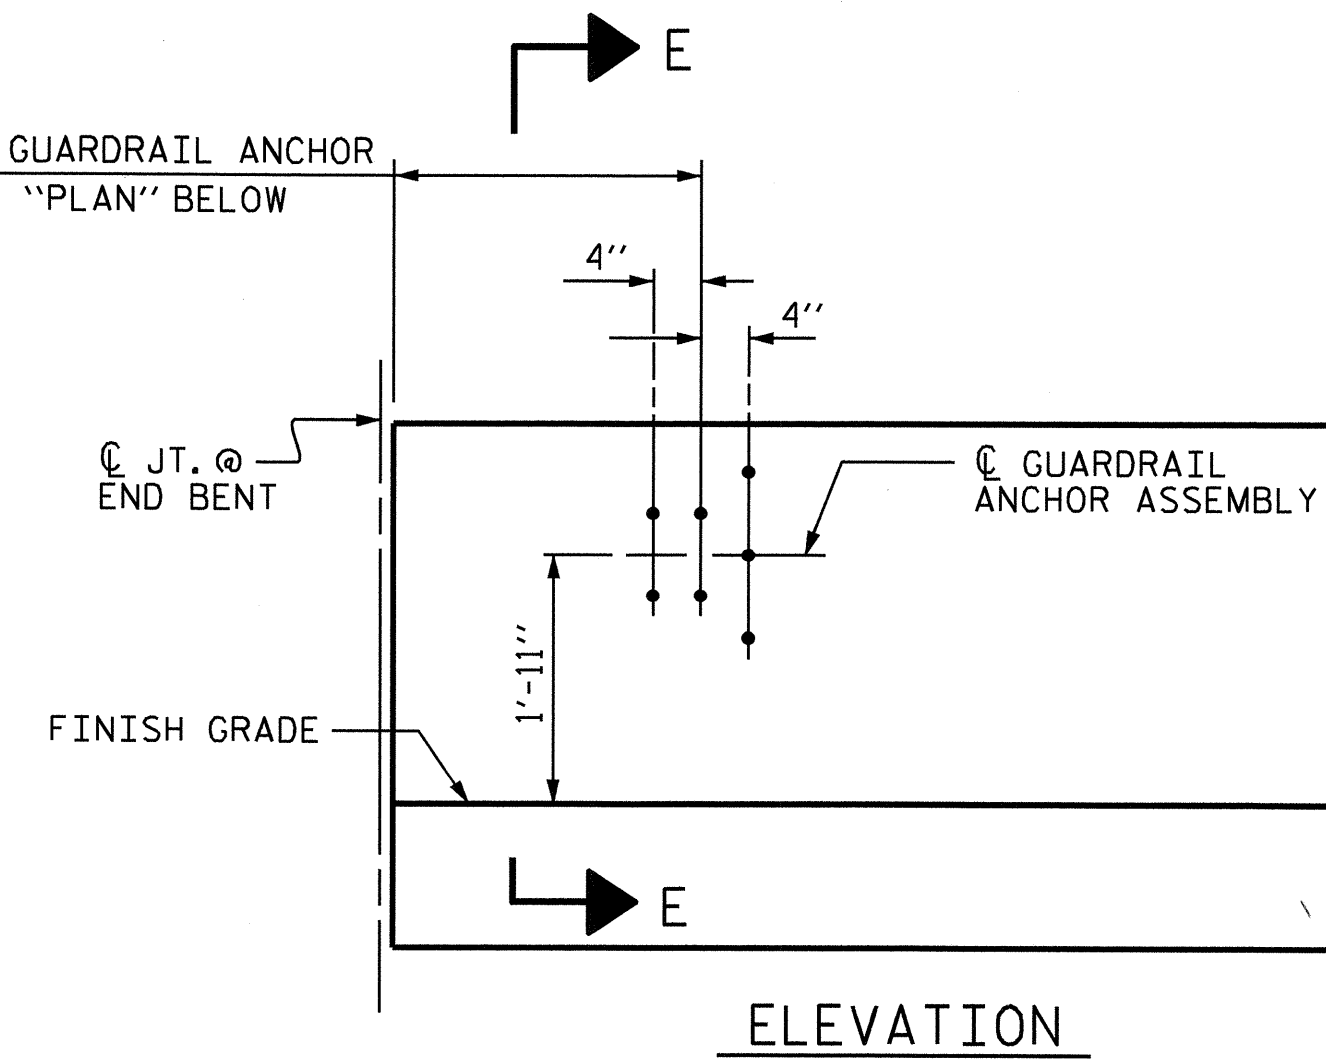 E
GUARDRAIL ANCHOR
“PLAN” BELOW
4"
4"
℄ JT. @
END BENT
℄ GUARDRAIL
ANCHOR ASSEMBLY
1'-11"
FINISH GRADE
E
ELEVATION